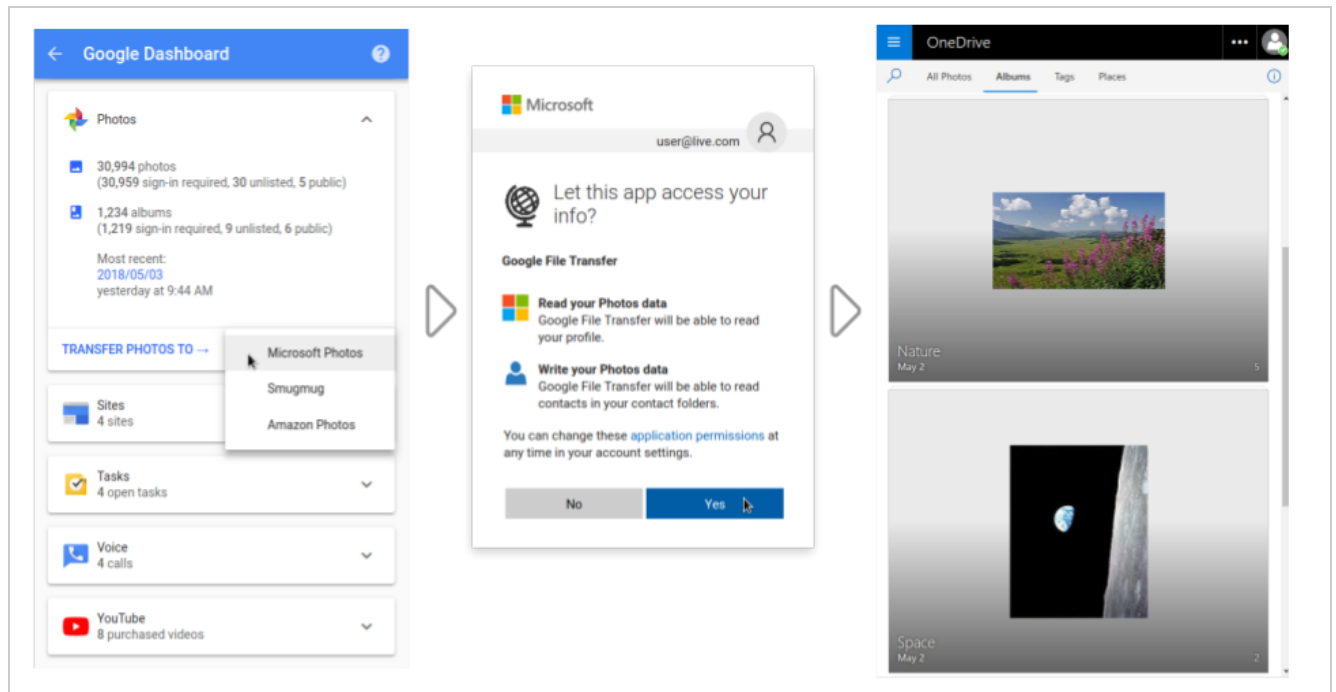 Google Dashboard
Photos
30,994 photos
(30,959 sign-in required, 30 unlisted, 5 public)
1,234 albums
(1,219 sign-in required, 9 unlisted, 6 public)
Most recent:
2018/05/03
yesterday at 9:44 AM
TRANSFER PHOTOS TO →
Microsoft Photos
Smugmug
Amazon Photos
Sites
4 sites
Tasks
4 open tasks
Voice
4 calls
YouTube
8 purchased videos
Microsoft
user@live.com
Let this app access your
info?
Google File Transfer
Read your Photos data
Google File Transfer will be able to read
your profile.
Write your Photos data
Google File Transfer will be able to read
contacts in your contact folders.
You can change these application permissions at
any time in your account settings.
No
Yes
OneDrive
All Photos Albums Tags Places
Nature
May 2 5
Space
May 2 2